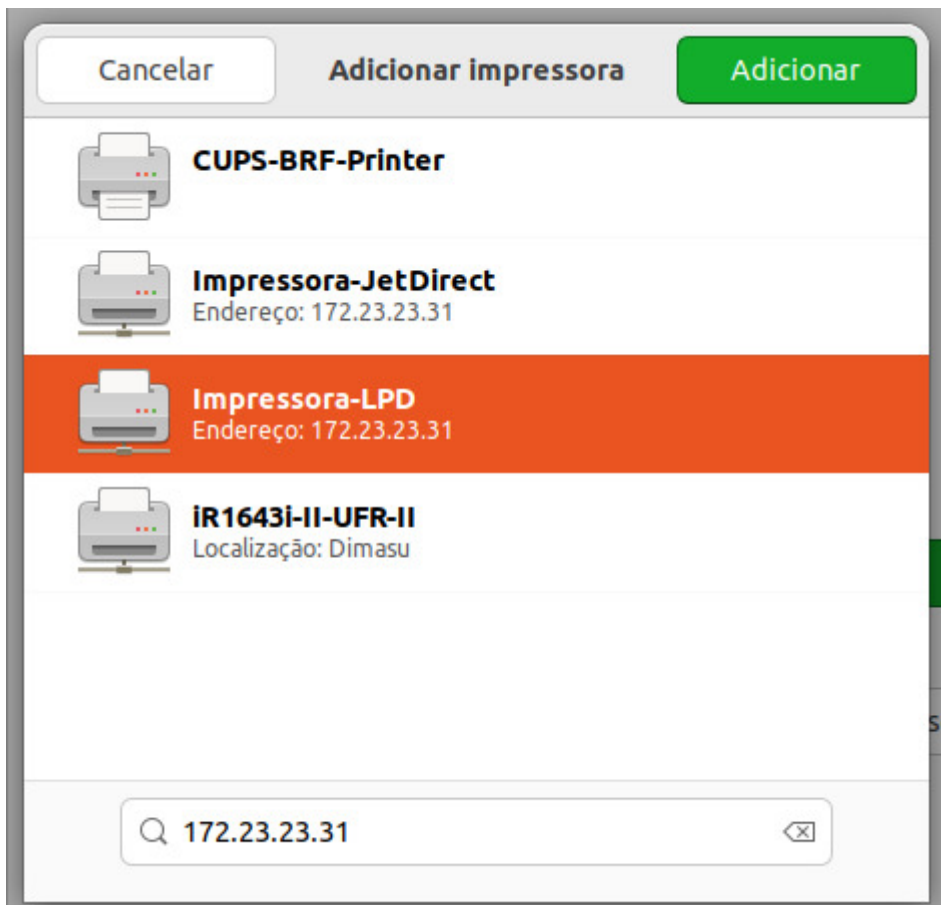 Cancelar
Adicionar impressora
Adicionar
CUPS-BRF-Printer
Impressora-JetDirect
Endereço: 172.23.23.31
Impressora-LPD
Endereço: 172.23.23.31
iR1643i-II-UFR-II
Localização: Dimasu
172.23.23.31